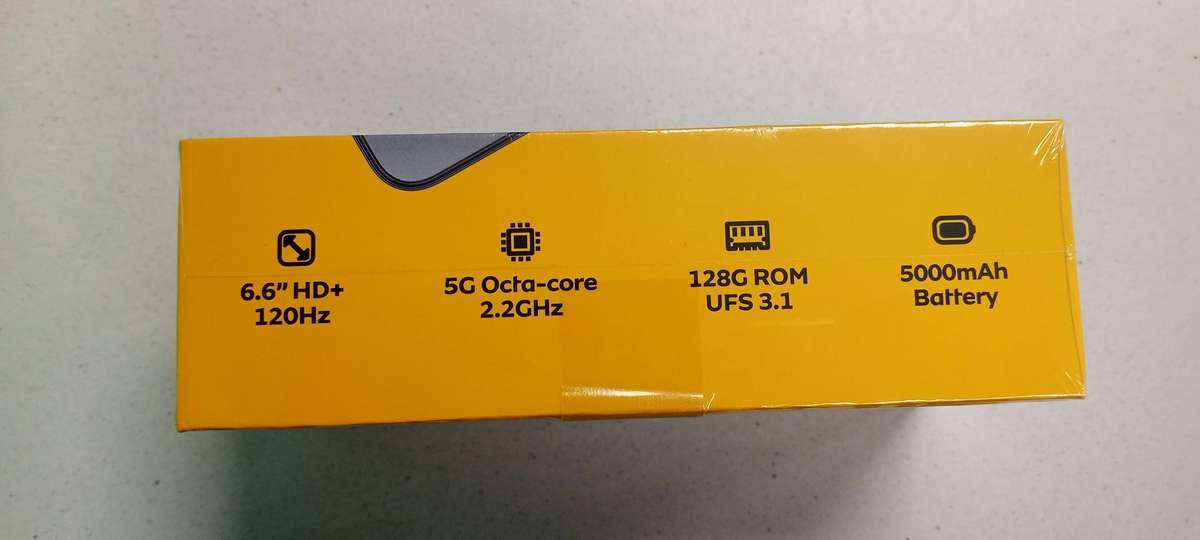 6.6” HD+
120Hz
5G Octa-core
2.2GHz
128G ROM
UFS 3.1
5000mAh
Battery